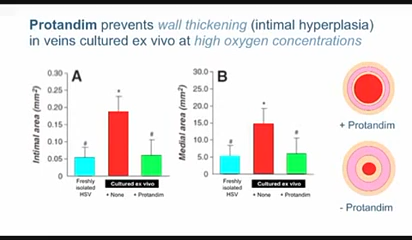 Protandim prevents wall thickening (intimal hyperplasia)
in veins cultured ex vivo at high oxygen concentrations
A
B
Intimal area (mm²)
0.30
0.25
0.20
0.15
0.10
0.05
0
#
*
#
Freshly
isolated
HSV
Cultured ex vivo
- None
+ Protandim
Medial area (mm²)
30.0
25.0
20.0
15.0
10.0
5.0
0
#
*
#
Freshly
isolated
HSV
Cultured ex vivo
+ Protandim
+ Protandim
- Protandim